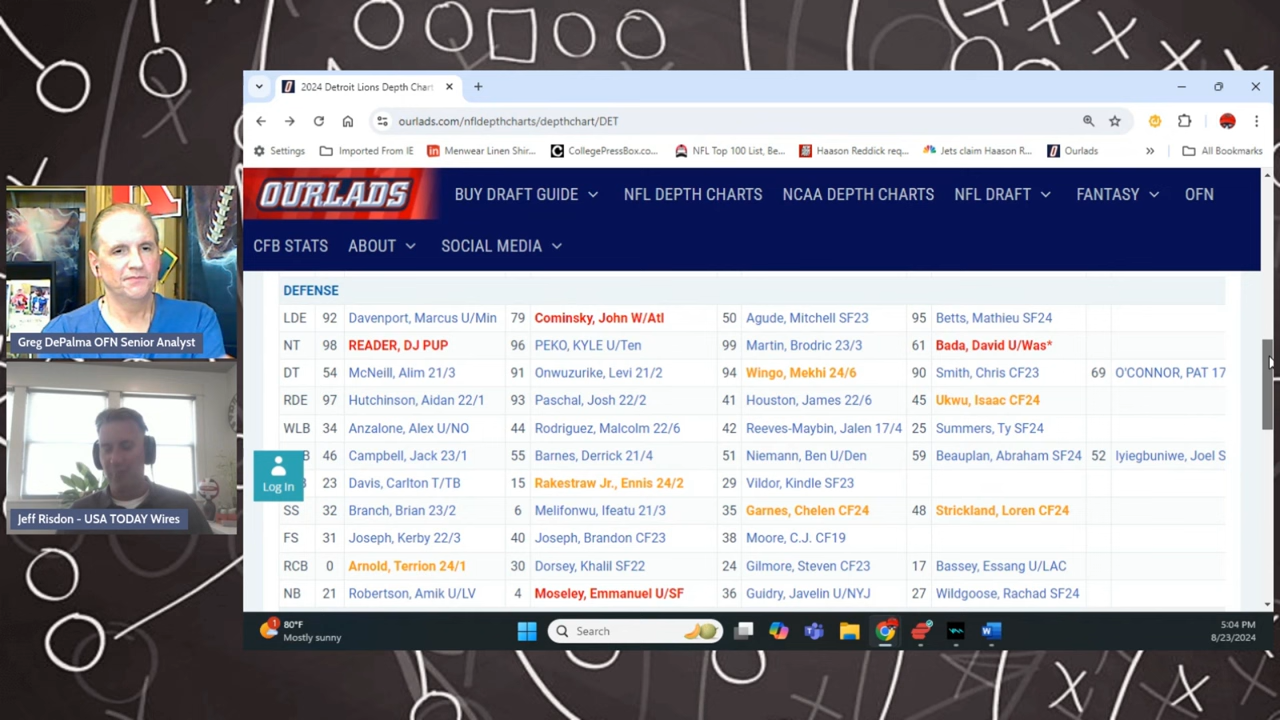 2024 Detroit Lions Depth Chart
ourlads.com/nfldepthcharts/depthchart/DET
Settings Imported From IE Menwear Linen Shir... CollegePressBox.co... NFL Top 100 List, Be... Haason Reddick req... Jets claim Haason R... Ourlads » All Bookmarks
OURLADS BUY DRAFT GUIDE NFL DEPTH CHARTS NCAA DEPTH CHARTS NFL DRAFT FANTASY OFN
CFB STATS ABOUT SOCIAL MEDIA
DEFENSE
LDE 92 Davenport, Marcus U/Min 79 Cominsky, John W/Atl 50 Agude, Mitchell SF23 95 Betts, Mathieu SF24
NT 98 READER, DJ PUP 96 PEKO, KYLE U/Ten 99 Martin, Brodric 23/3 61 Bada, David U/Was*
DT 54 McNeill, Alim 21/3 91 Onwuzurike, Levi 21/2 94 Wingo, Mekhi 24/6 90 Smith, Chris CF23 69 O'CONNOR, PAT 17
RDE 97 Hutchinson, Aidan 22/1 93 Paschal, Josh 22/2 41 Houston, James 22/6 45 Ukwu, Isaac CF24
WLB 34 Anzalone, Alex U/NO 44 Rodriguez, Malcolm 22/6 42 Reeves-Maybin, Jalen 17/4 25 Summers, Ty SF24
B 46 Campbell, Jack 23/1 55 Barnes, Derrick 21/4 51 Niemann, Ben U/Den 59 Beauplan, Abraham SF24 52 Iyiegbuniwe, Joel S
Log In
23 Davis, Carlton T/TB 15 Rakestraw Jr., Ennis 24/2 29 Vildor, Kindle SF23
SS 32 Branch, Brian 23/2 6 Melifonwu, Ifeatu 21/3 35 Garnes, Chelen CF24 48 Strickland, Loren CF24
FS 31 Joseph, Kerby 22/3 40 Joseph, Brandon CF23 38 Moore, C.J. CF19
RCB 0 Arnold, Terrion 24/1 30 Dorsey, Khalil SF22 24 Gilmore, Steven CF23 17 Bassey, Essang U/LAC
NB 21 Robertson, Amik U/LV 4 Moseley, Emmanuel U/SF 36 Guidry, Javelin U/NYJ 27 Wildgoose, Rachad SF24
Greg DePalma OFN Senior Analyst
Jeff Risdon - USA TODAY Wires
1
80°F
Mostly sunny
Search
5:04 PM
8/23/2024